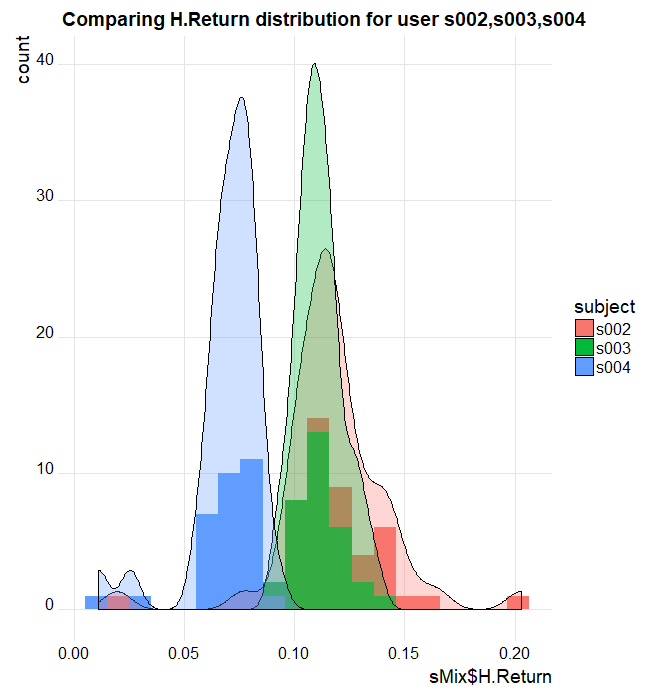 Comparing H.Return distribution for user s002,s003,s004
count
40
30
20
10
0
0.00 0.05 0.10 0.15 0.20
sMix$H.Return
subject
s002
s003
s004